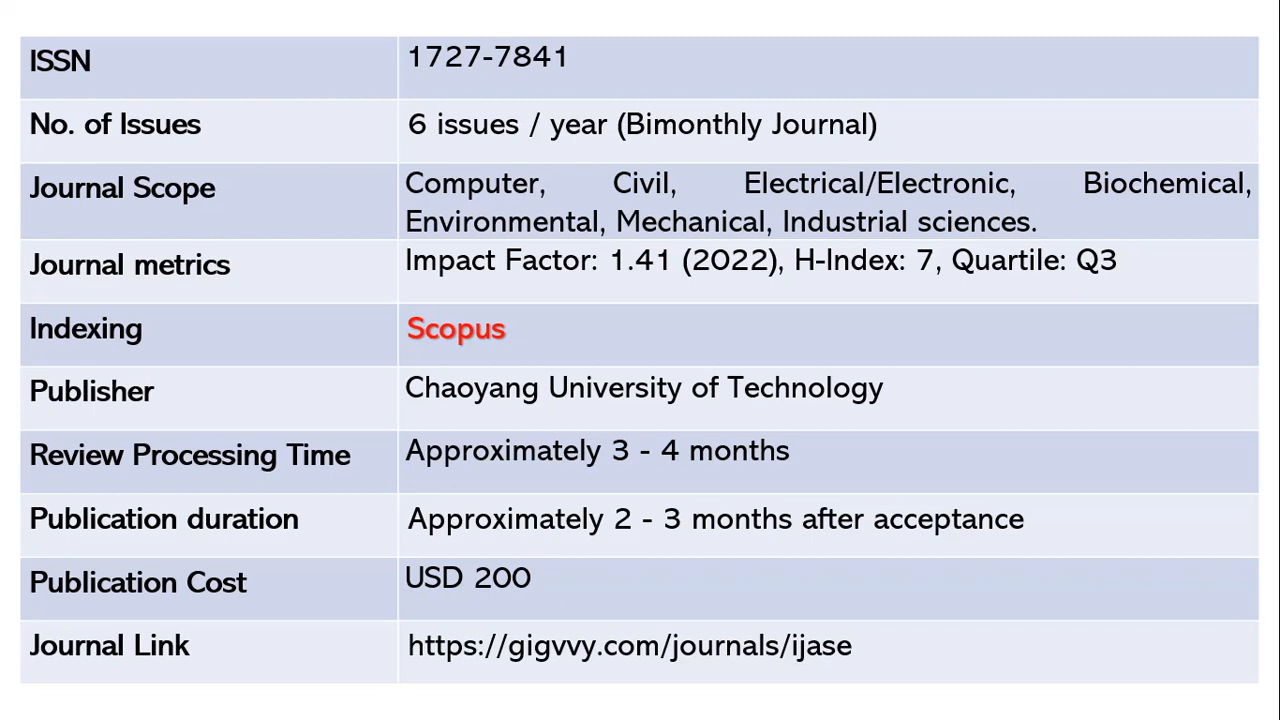 ISSN
1727-7841
No. of Issues
6 issues / year (Bimonthly Journal)
Journal Scope
Computer, Civil, Electrical/Electronic, Biochemical,
Environmental, Mechanical, Industrial sciences.
Journal metrics
Impact Factor: 1.41 (2022), H-Index: 7, Quartile: Q3
Indexing
Scopus
Publisher
Chaoyang University of Technology
Review Processing Time
Approximately 3 - 4 months
Publication duration
Approximately 2 - 3 months after acceptance
Publication Cost
USD 200
Journal Link
https://gigvvy.com/journals/ijase